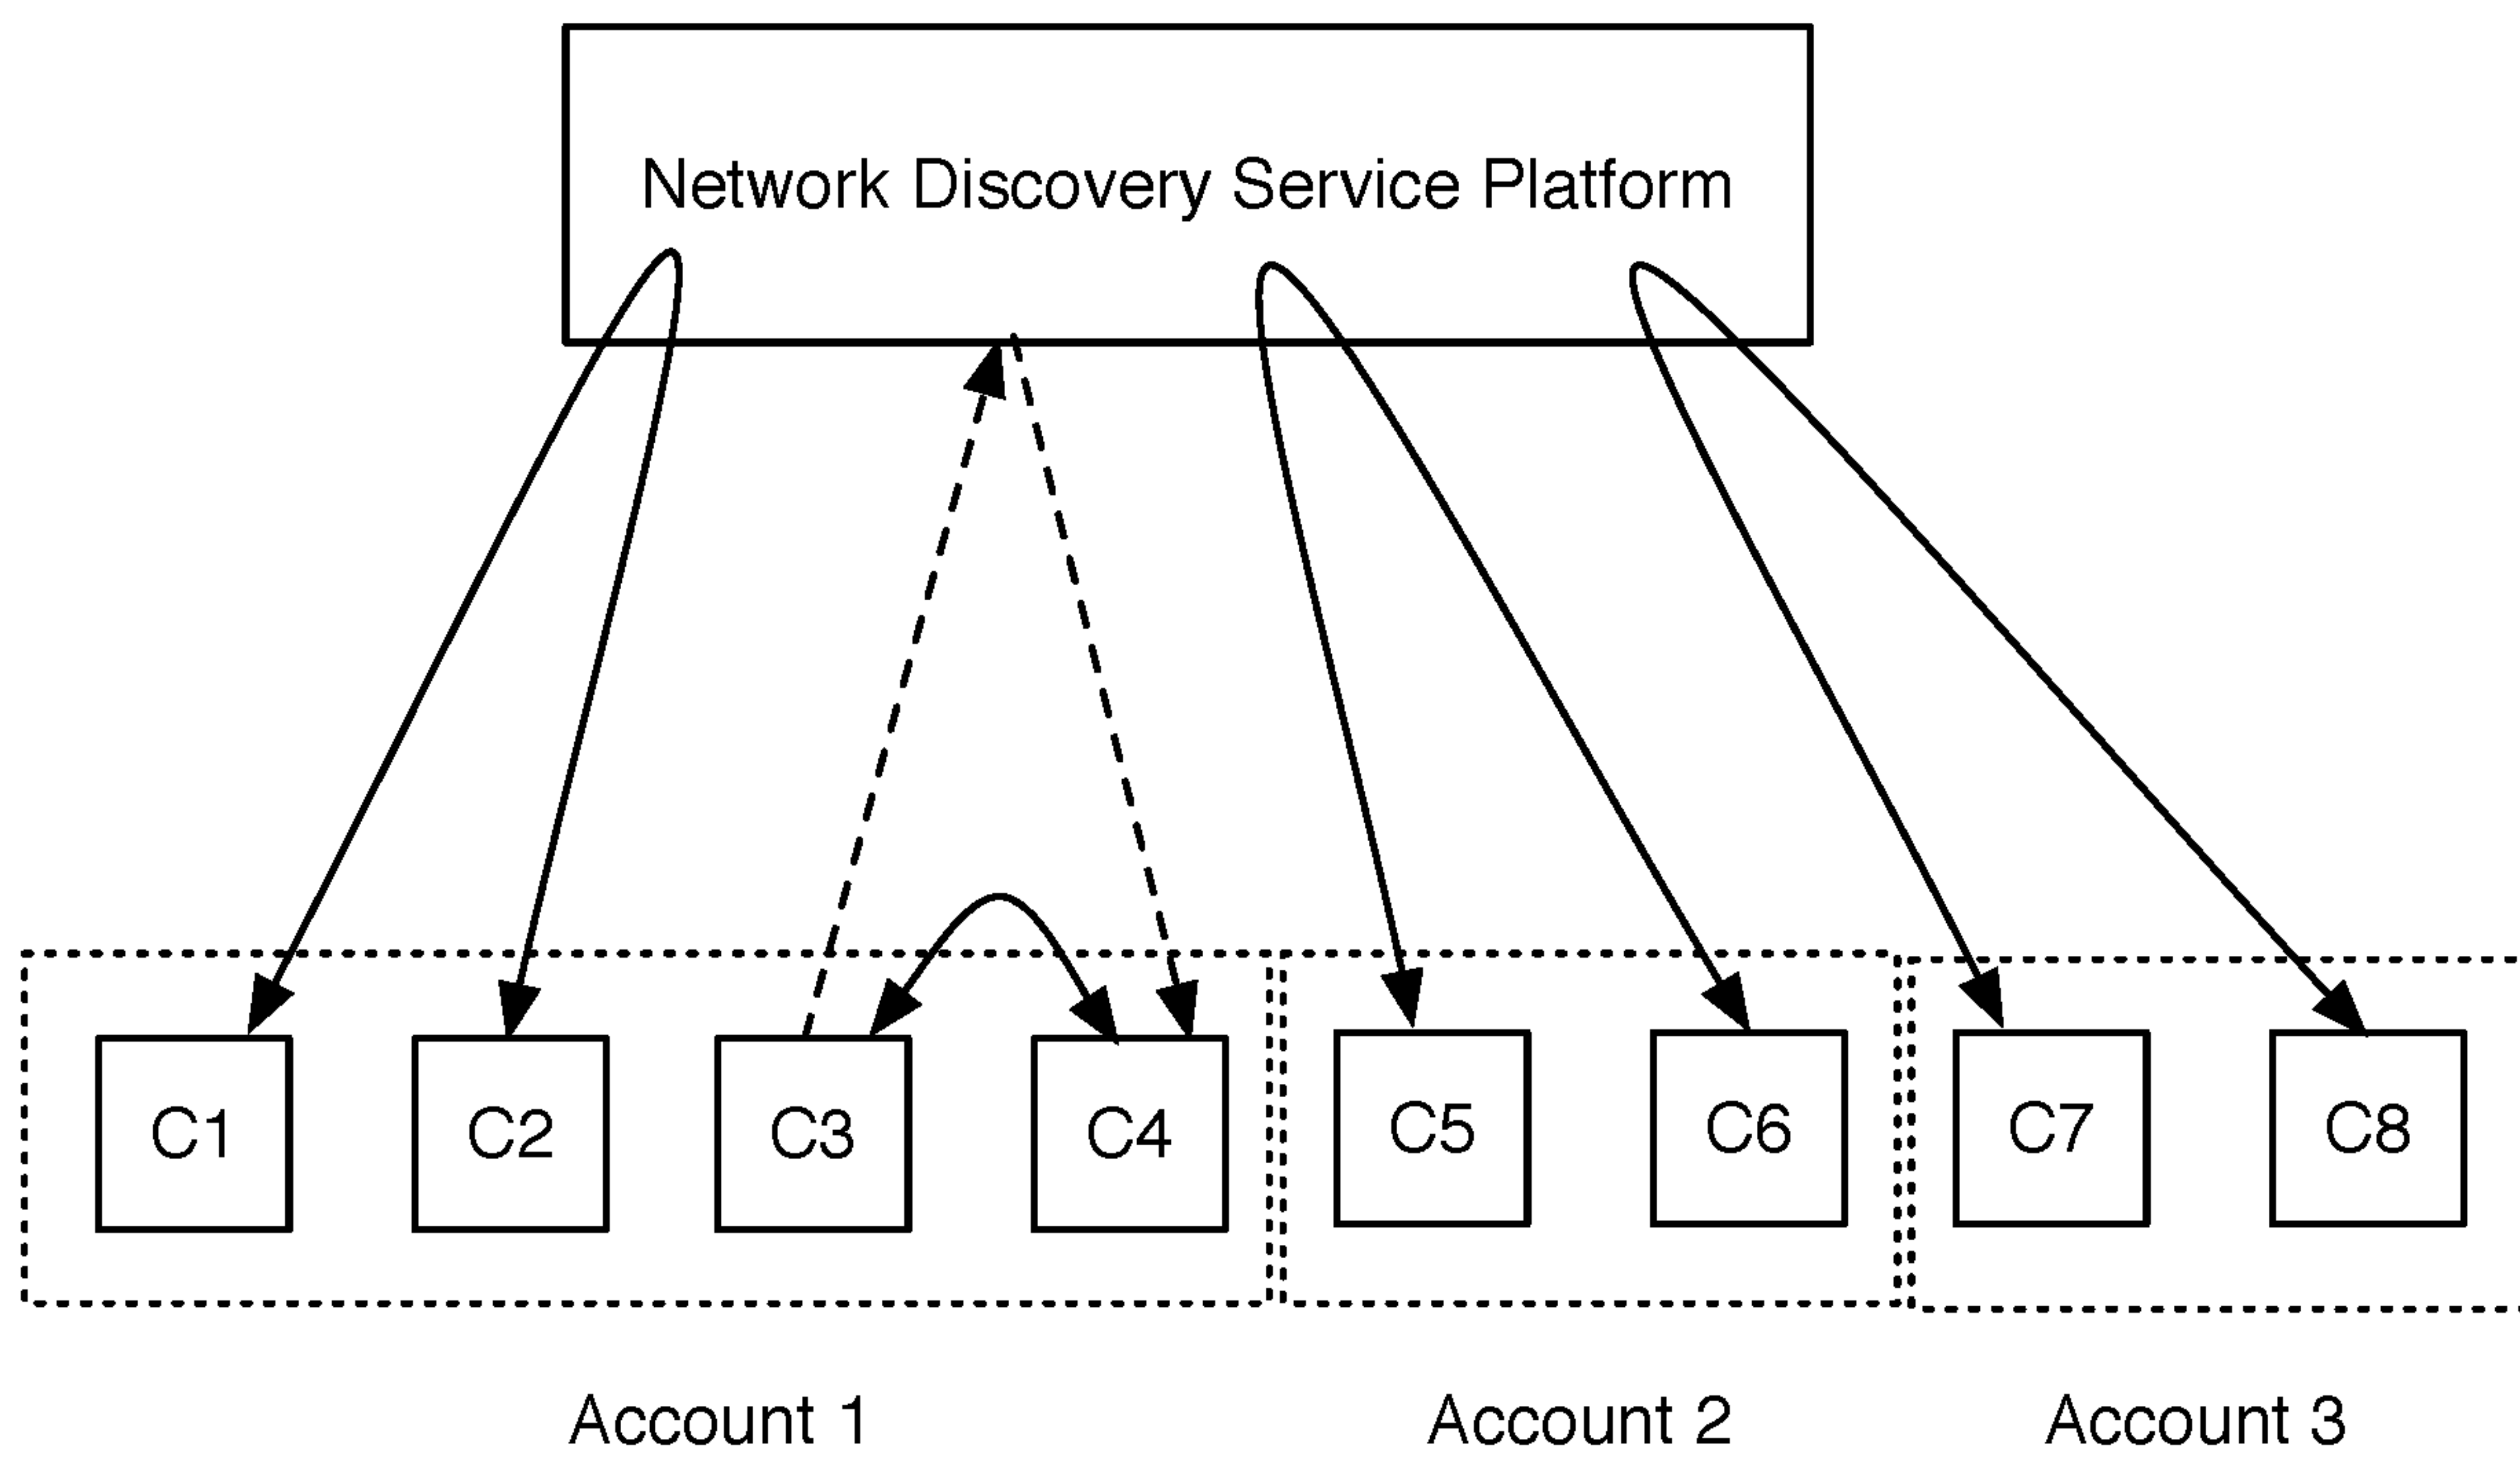 Network Discovery Service Platform
C1
C2
C3
C4
C5
C6
C7
C8
Account 1
Account 2
Account 3